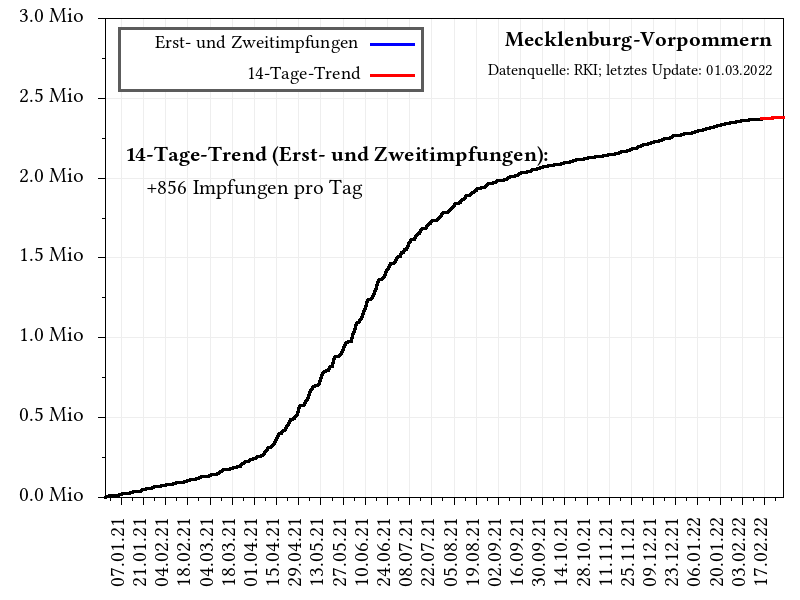 3.0 Mio
2.5 Mio
2.0 Mio
1.5 Mio
1.0 Mio
0.5 Mio
0.0 Mio
Erst- und Zweitimpfungen
14-Tage-Trend
Mecklenburg-Vorpommern
Datenquelle: RKI; letztes Update: 01.03.2022
14-Tage-Trend (Erst- und Zweitimpfungen):
+856 Impfungen pro Tag
07.01.21
21.01.21
04.02.21
18.02.21
04.03.21
18.03.21
01.04.21
15.04.21
29.04.21
13.05.21
27.05.21
10.06.21
24.06.21
08.07.21
22.07.21
05.08.21
19.08.21
02.09.21
16.09.21
30.09.21
14.10.21
28.10.21
11.11.21
25.11.21
09.12.21
23.12.21
06.01.22
20.01.22
03.02.22
17.02.22